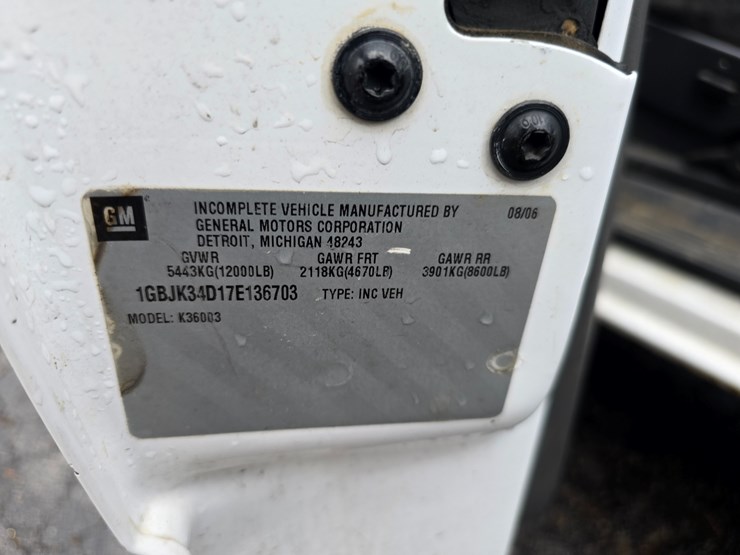 GM
INCOMPLETE VEHICLE MANUFACTURED BY 08/06
GENERAL MOTORS CORPORATION
DETROIT, MICHIGAN 48243
GVWR GAWR FRT GAWR RR
5443KG(12000LB) 2118KG(4670LB) 3901KG(8600LB)
1GBJK34D17E136703 TYPE: INC VEH
MODEL: K36003